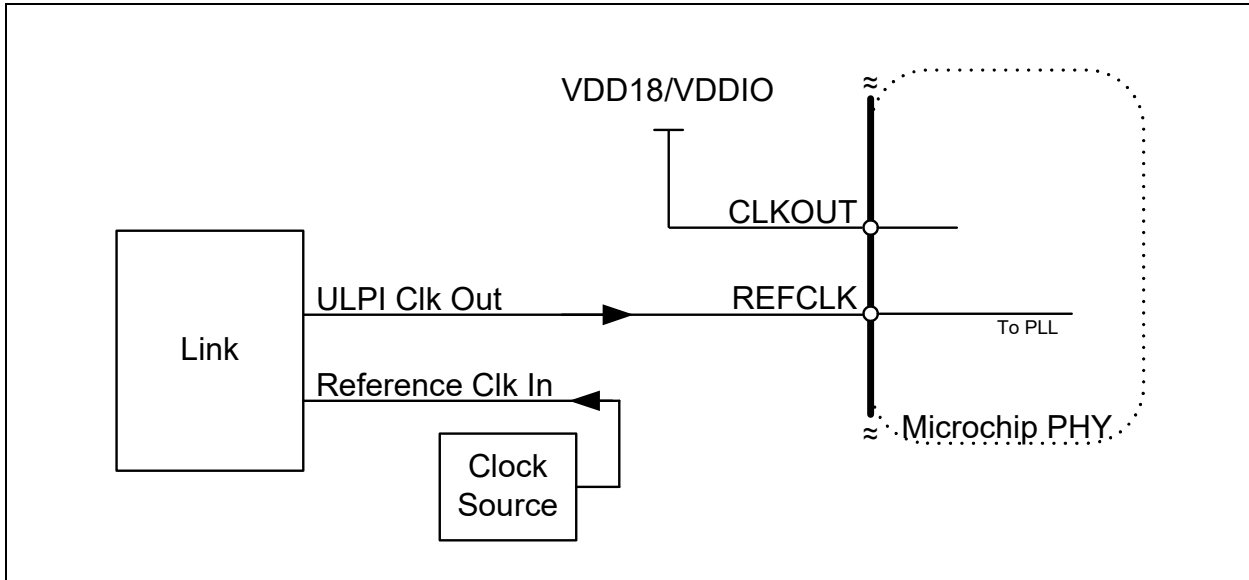 VDD18/VDDIO
CLKOUT
ULPI Clk Out
REFCLK
To PLL
Link
Reference Clk In
Microchip PHY
Clock
Source